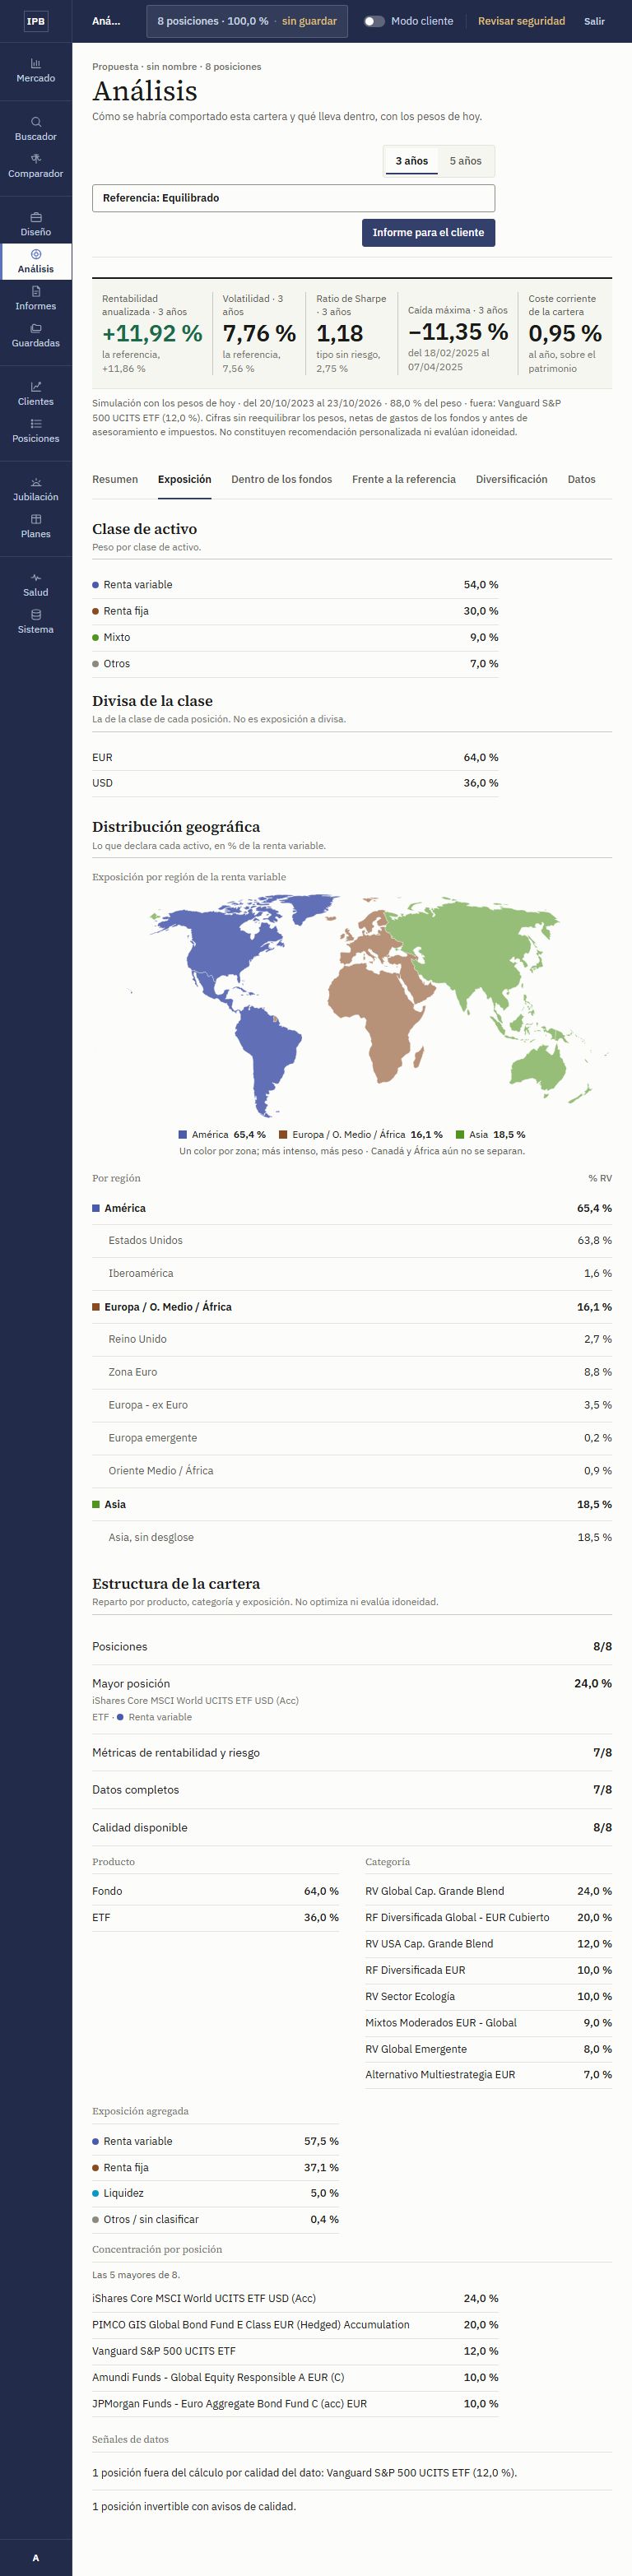 IPB
Aná...
8 posiciones · 100,0 % · sin guardar
Modo cliente
Revisar seguridad
Salir
Mercado
Buscador
Comparador
Diseño
Análisis
Informes
Guardadas
Clientes
Posiciones
Jubilación
Planes
Salud
Sistema
A
Propuesta · sin nombre · 8 posiciones
Análisis
Cómo se habría comportado esta cartera y qué lleva dentro, con los pesos de hoy.
3 años 5 años
Referencia: Equilibrado
Informe para el cliente
Rentabilidad
anualizada · 3 años
+11,92 %
la referencia,
+11,86 %
Volatilidad · 3
años
7,76 %
la referencia,
7,56 %
Ratio de Sharpe
· 3 años
1,18
tipo sin riesgo,
2,75 %
Caída máxima · 3 años
−11,35 %
del 18/02/2025 al
07/04/2025
Coste corriente
de la cartera
0,95 %
al año, sobre el
patrimonio
Simulación con los pesos de hoy · del 20/10/2023 al 23/10/2026 · 88,0 % del peso · fuera: Vanguard S&P
500 UCITS ETF (12,0 %). Cifras sin reequilibrar los pesos, netas de gastos de los fondos y antes de
asesoramiento e impuestos. No constituyen recomendación personalizada ni evalúan idoneidad.
Resumen Exposición Dentro de los fondos Frente a la referencia Diversificación Datos
Clase de activo
Peso por clase de activo.
Renta variable 54,0 %
Renta fija 30,0 %
Mixto 9,0 %
Otros 7,0 %
Divisa de la clase
La de la clase de cada posición. No es exposición a divisa.
EUR 64,0 %
USD 36,0 %
Distribución geográfica
Lo que declara cada activo, en % de la renta variable.
Exposición por región de la renta variable
América 65,4 % Europa / O. Medio / África 16,1 % Asia 18,5 %
Un color por zona; más intenso, más peso · Canadá y África aún no se separan.
Por región % RV
América 65,4 %
Estados Unidos 63,8 %
Iberoamérica 1,6 %
Europa / O. Medio / África 16,1 %
Reino Unido 2,7 %
Zona Euro 8,8 %
Europa - ex Euro 3,5 %
Europa emergente 0,2 %
Oriente Medio / África 0,9 %
Asia 18,5 %
Asia, sin desglose 18,5 %
Estructura de la cartera
Reparto por producto, categoría y exposición. No optimiza ni evalúa idoneidad.
Posiciones 8/8
Mayor posición 24,0 %
iShares Core MSCI World UCITS ETF USD (Acc)
ETF · Renta variable
Métricas de rentabilidad y riesgo 7/8
Datos completos 7/8
Calidad disponible 8/8
Producto
Fondo 64,0 %
ETF 36,0 %
Categoría
RV Global Cap. Grande Blend 24,0 %
RF Diversificada Global - EUR Cubierto 20,0 %
RV USA Cap. Grande Blend 12,0 %
RF Diversificada EUR 10,0 %
RV Sector Ecología 10,0 %
Mixtos Moderados EUR - Global 9,0 %
RV Global Emergente 8,0 %
Alternativo Multiestrategia EUR 7,0 %
Exposición agregada
Renta variable 57,5 %
Renta fija 37,1 %
Liquidez 5,0 %
Otros / sin clasificar 0,4 %
Concentración por posición
Las 5 mayores de 8.
iShares Core MSCI World UCITS ETF USD (Acc) 24,0 %
PIMCO GIS Global Bond Fund E Class EUR (Hedged) Accumulation 20,0 %
Vanguard S&P 500 UCITS ETF 12,0 %
Amundi Funds - Global Equity Responsible A EUR (C) 10,0 %
JPMorgan Funds - Euro Aggregate Bond Fund C (acc) EUR 10,0 %
Señales de datos
1 posición fuera del cálculo por calidad del dato: Vanguard S&P 500 UCITS ETF (12,0 %).
1 posición invertible con avisos de calidad.